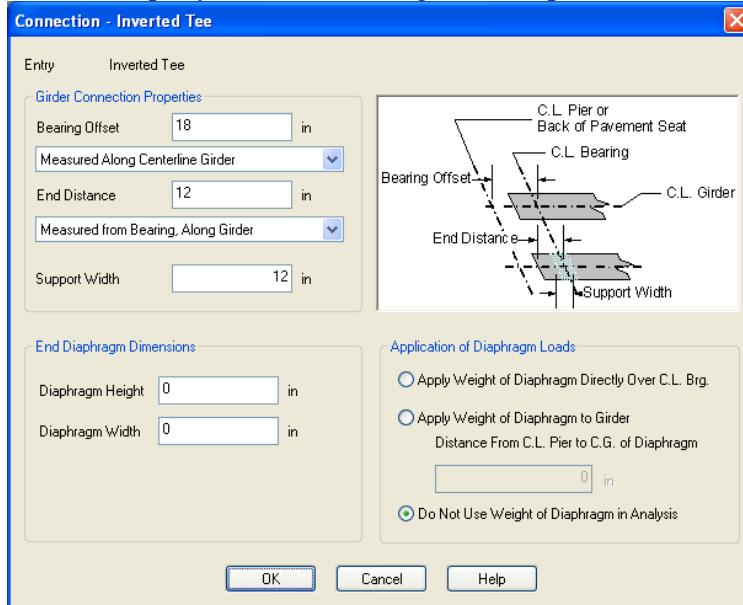 Connection - Inverted Tee
Entry Inverted Tee
Girder Connection Properties
Bearing Offset 18 in
Measured Along Centerline Girder
End Distance 12 in
Measured from Bearing, Along Girder
Support Width 12 in
C.L. Pier or
Back of Pavement Seat
C.L. Bearing
Bearing Offset
C.L. Girder
End Distance
Support Width
End Diaphragm Dimensions
Diaphragm Height 0 in
Diaphragm Width 0 in
Application of Diaphragm Loads
Apply Weight of Diaphragm Directly Over C.L. Brg.
Apply Weight of Diaphragm to Girder
Distance From C.L. Pier to C.G. of Diaphragm
0 in
Do Not Use Weight of Diaphragm in Analysis
OK Cancel Help